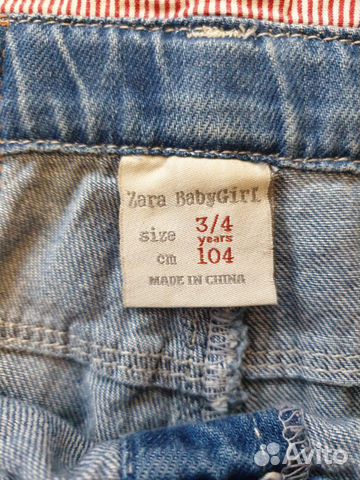 Zara BabyGirl
size 3/4
years
cm 104
MADE IN CHINA
Avito